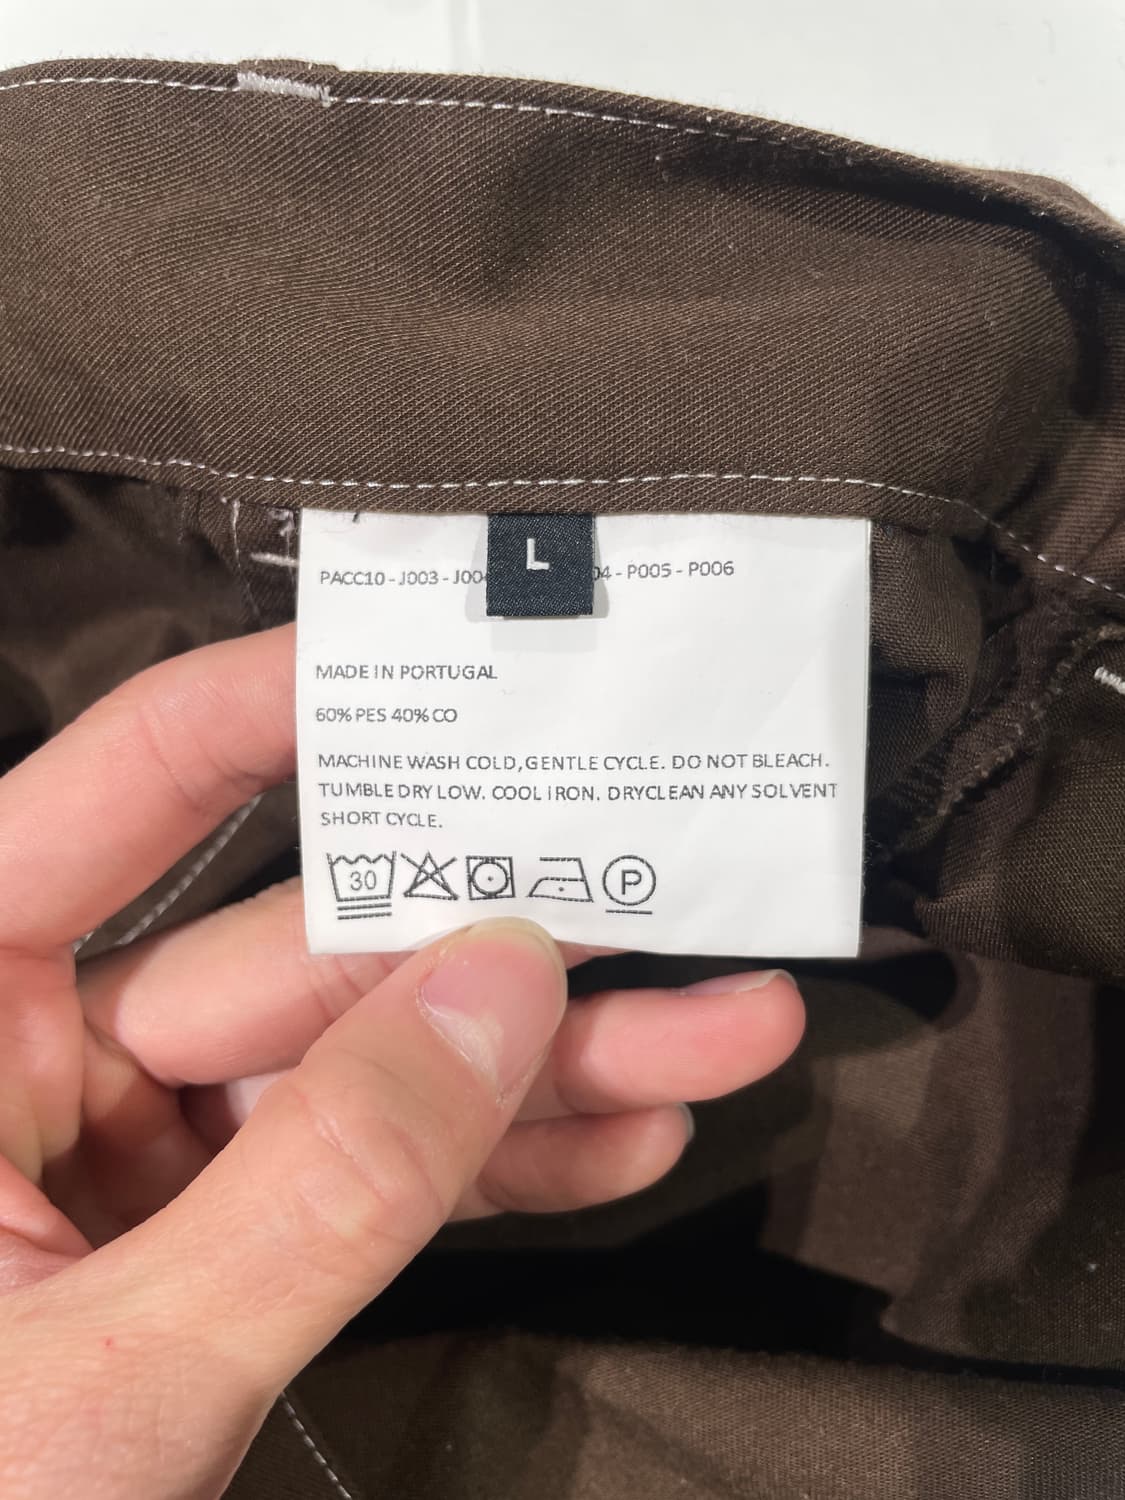 L
PACC10 - J003 - J00 04 - P005 - P006
MADE IN PORTUGAL
60% PES 40% CO
MACHINE WASH COLD, GENTLE CYCLE. DO NOT BLEACH.
TUMBLE DRY LOW. COOL IRON. DRYCLEAN ANY SOLVENT
SHORT CYCLE.
30 P